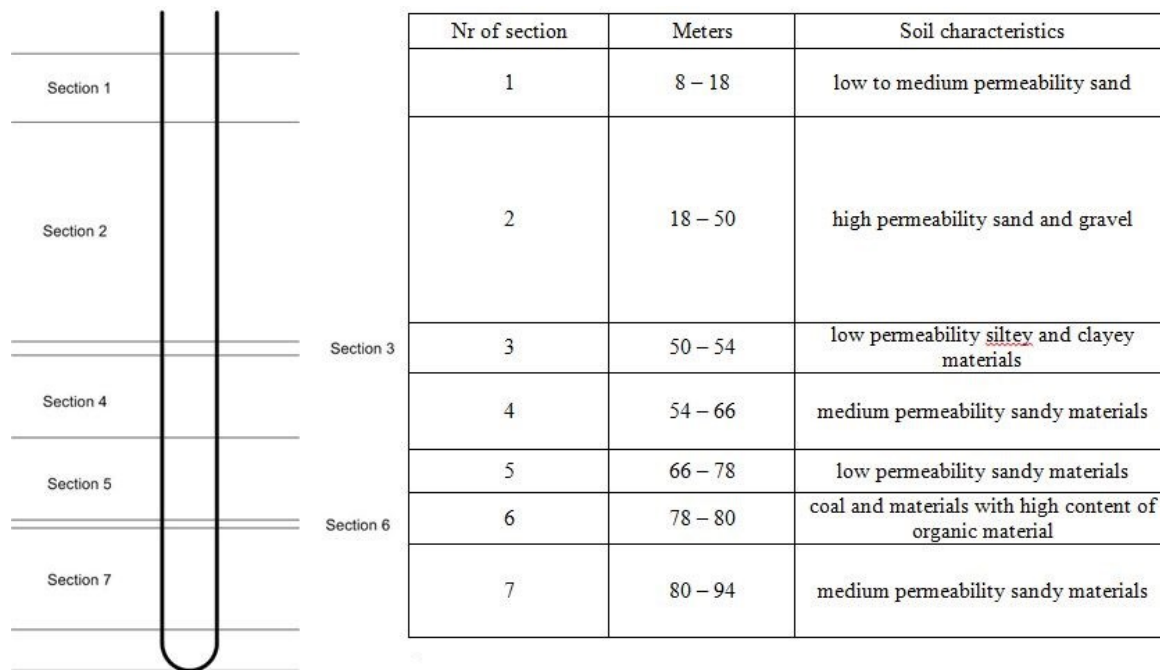 Section 1
Section 2
Section 3
Section 4
Section 5
Section 6
Section 7
Nr of section Meters Soil characteristics
1 8 – 18 low to medium permeability sand
2 18 – 50 high permeability sand and gravel
3 50 – 54 low permeability siltey and clayey
materials
4 54 – 66 medium permeability sandy materials
5 66 – 78 low permeability sandy materials
6 78 – 80 coal and materials with high content of
organic material
7 80 – 94 medium permeability sandy materials